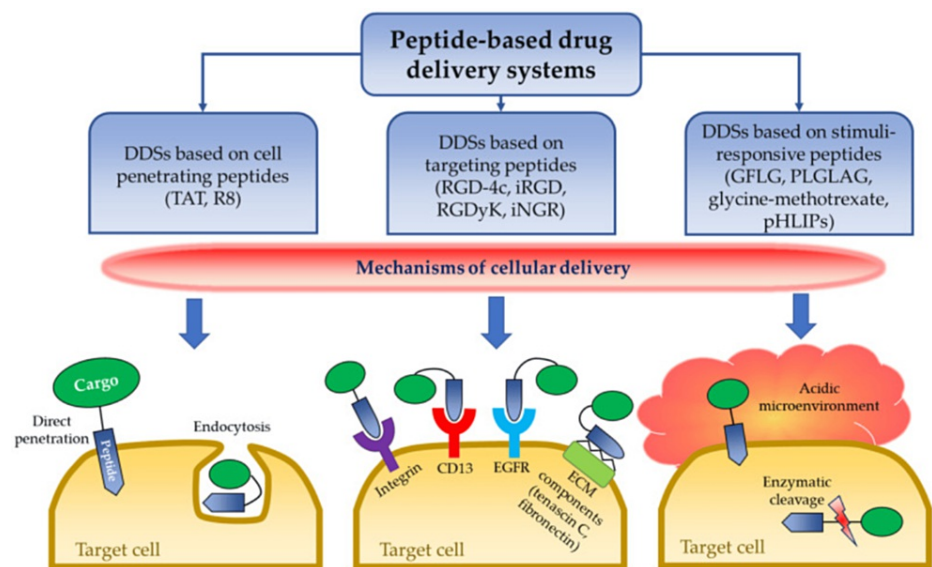 Peptide-based drug
delivery systems
DDSs based on cell
penetrating peptides
(TAT, R8)
DDSs based on
targeting peptides
(RGD-4c, iRGD,
RGDyK, iNGR)
DDSs based on stimuli-
responsive peptides
(GFLG, PLGLAG,
glycine-methotrexate,
pHLIPs)
Mechanisms of cellular delivery
Cargo
Direct
penetration
Peptide
Endocytosis
Target cell
Integrin
CD13
EGFR
ECM
components
(tenascin C,
fibronectin)
Target cell
Acidic
microenvironment
Enzymatic
cleavage
Target cell